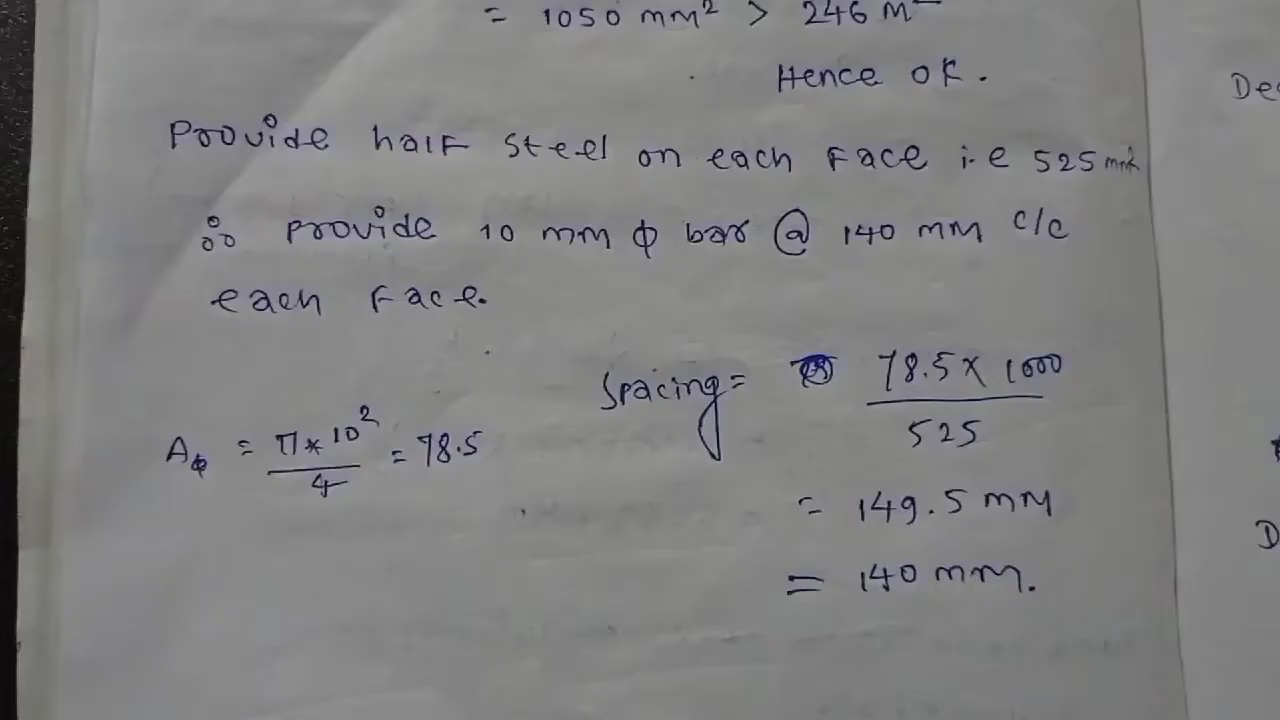 = 1050 mm² > 246 m
Hence OK.
Provide half steel on each face i.e 525 mm²
∴ provide 10 mm ϕ bar @ 140 mm c/c
each face.
Spacing = 78.5 x 1000 / 525
Aϕ = π * 10² / 4 = 78.5
= 149.5 mm
= 140 mm.
De
D